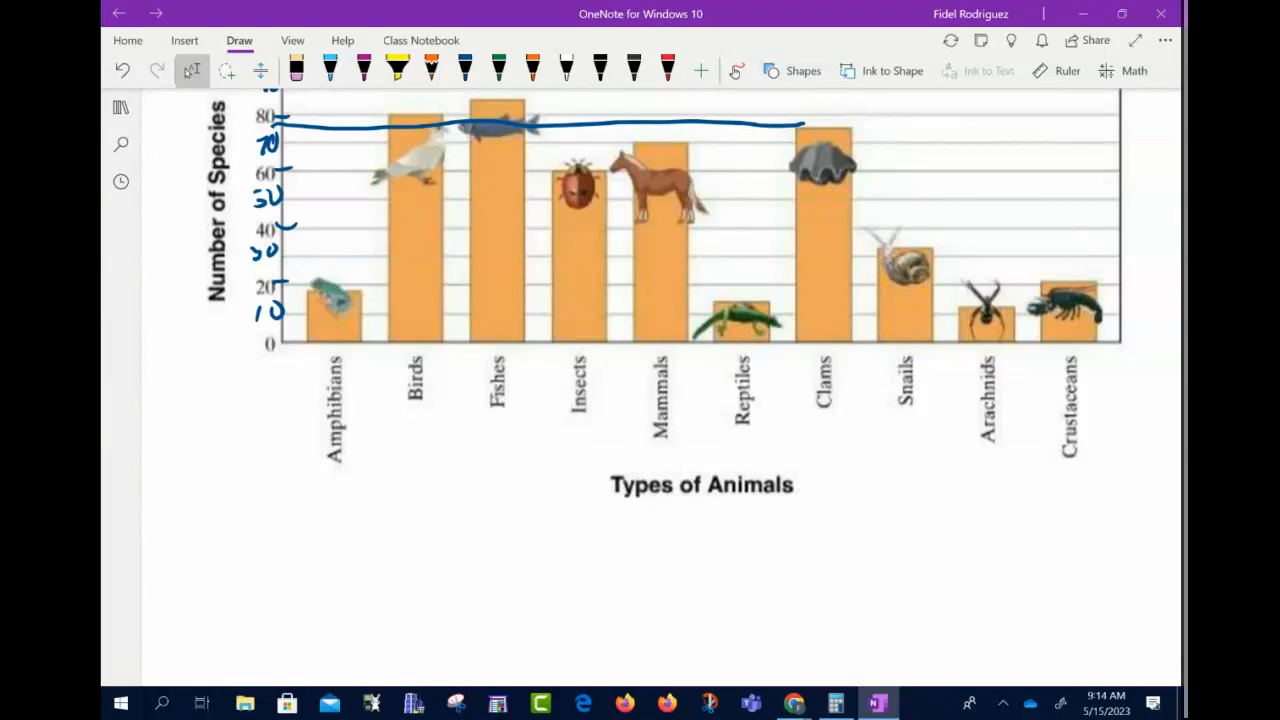 OneNote for Windows 10
Fidel Rodriguez
Home Insert Draw View Help Class Notebook
Share
Shapes
Ink to Shape
Ink to Text
Ruler
Math
Number of Species
80
70
60
50
40
30
20
10
0
Amphibians
Birds
Fishes
Insects
Mammals
Reptiles
Clams
Snails
Arachnids
Crustaceans
Types of Animals
9:14 AM
5/15/2023